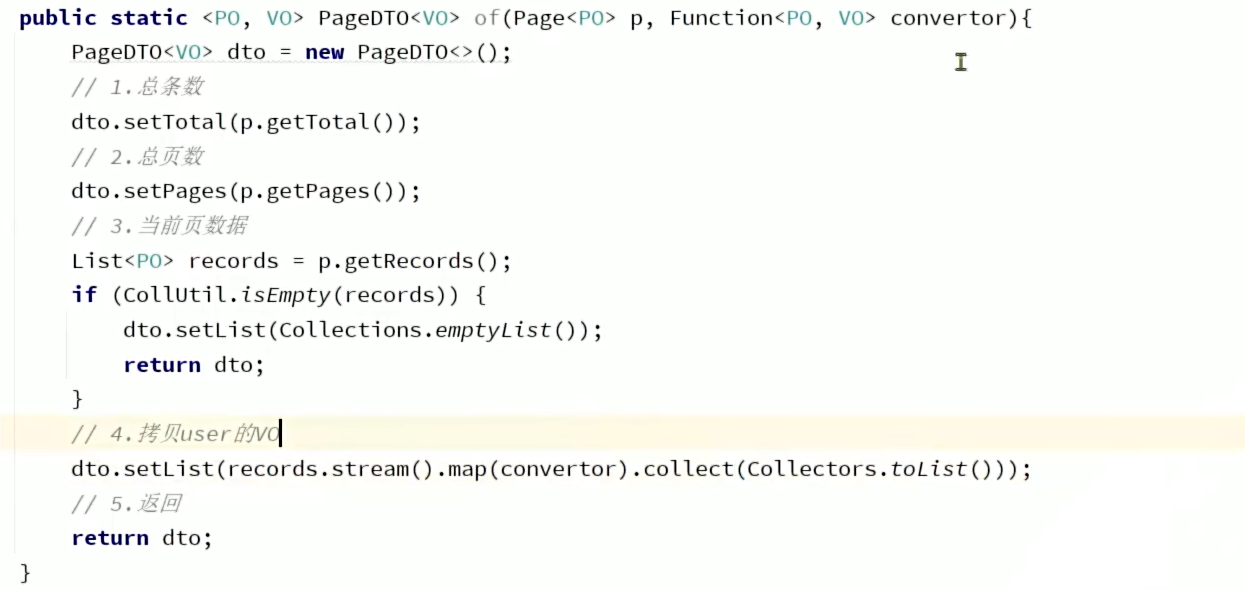 public static <PO, VO> PageDTO<VO> of(Page<PO> p, Function<PO, VO> convertor){
    PageDTO<VO> dto = new PageDTO<>();
    // 1.总条数
    dto.setTotal(p.getTotal());
    // 2.总页数
    dto.setPages(p.getPages());
    // 3.当前页数据
    List<PO> records = p.getRecords();
    if (CollUtil.isEmpty(records)) {
        dto.setList(Collections.emptyList());
        return dto;
    }
    // 4.拷贝user的VO
    dto.setList(records.stream().map(convertor).collect(Collectors.toList()));
    // 5.返回
    return dto;
}